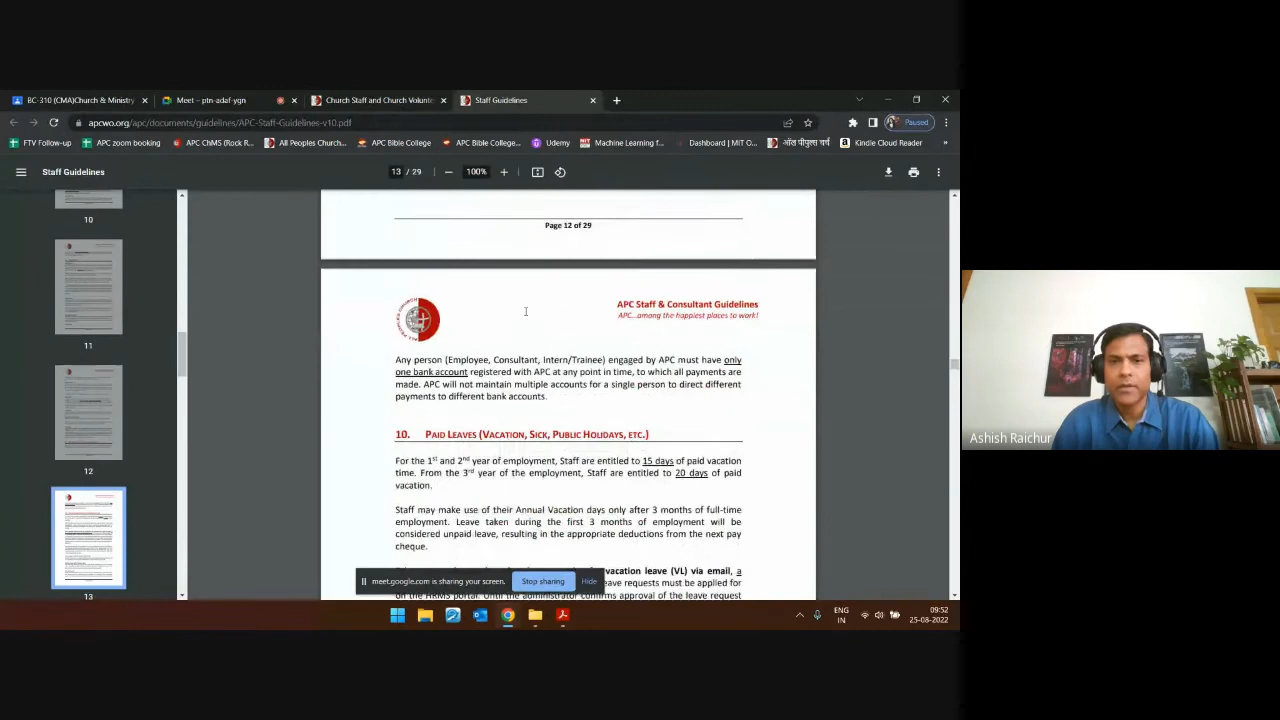 BC-310 (CMA)Church & Ministry
Meet – ptn-adaf-ygn
Church Staff and Church Volunte
Staff Guidelines
apcwo.org/apc/documents/guidelines/APC-Staff-Guidelines-v10.pdf
Paused
FTV Follow-up
APC zoom booking
APC ChMS (Rock R...
All Peoples Church...
APC Bible College
APC Bible College...
Udemy
Machine Learning f...
Dashboard | MIT O...
ऑल पीपुल्स चर्च
Kindle Cloud Reader
»
Staff Guidelines
13 / 29
100%
10
11
12
13
Page 12 of 29
APC Staff & Consultant Guidelines
APC...among the happiest places to work!
Any person (Employee, Consultant, Intern/Trainee) engaged by APC must have only
one bank account registered with APC at any point in time, to which all payments are
made. APC will not maintain multiple accounts for a single person to direct different
payments to different bank accounts.
10. PAID LEAVES (VACATION, SICK, PUBLIC HOLIDAYS, ETC.)
For the 1st and 2nd year of employment, Staff are entitled to 15 days of paid vacation
time. From the 3rd year of the employment, Staff are entitled to 20 days of paid
vacation.
Staff may make use of their Annual Vacation days only after 3 months of full-time
employment. Leave taken during the first 3 months of employment will be
considered unpaid leave, resulting in the appropriate deductions from the next pay
cheque.
vacation leave (VL) via email, a
leave requests must be applied for
on the HRMS portal. Until the administrator confirms approval of the leave request
meet.google.com is sharing your screen.
Stop sharing
Hide
ENG
IN
09:52
25-08-2022
Ashish Raichur